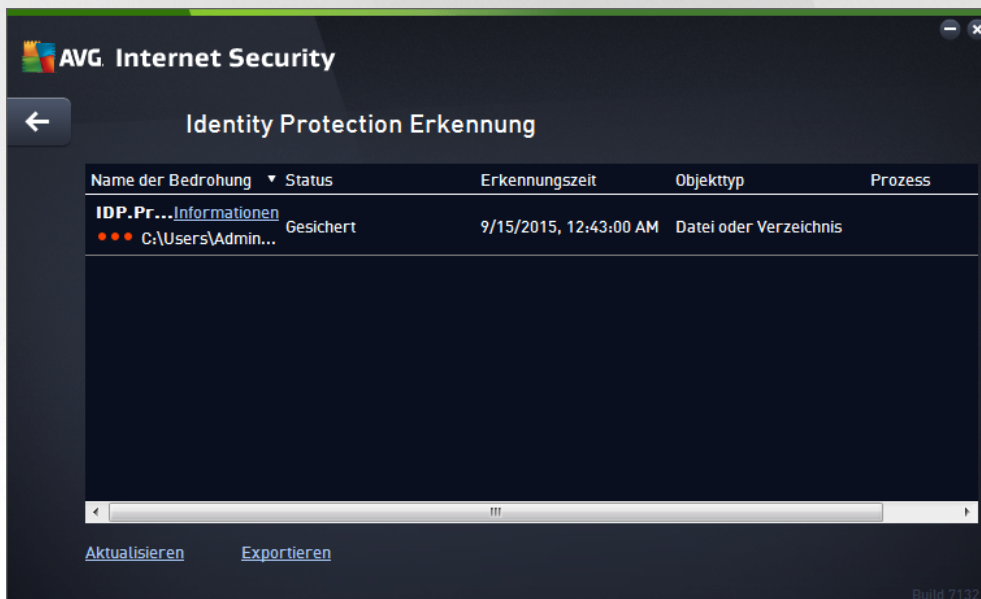 AVG. Internet Security
Identity Protection Erkennung
Name der Bedrohung ▼ Status Erkennungszeit Objekttyp Prozess
IDP.Pr...Informationen
C:\Users\Admin... Gesichert 9/15/2015, 12:43:00 AM Datei oder Verzeichnis
Aktualisieren Exportieren
Build 7132